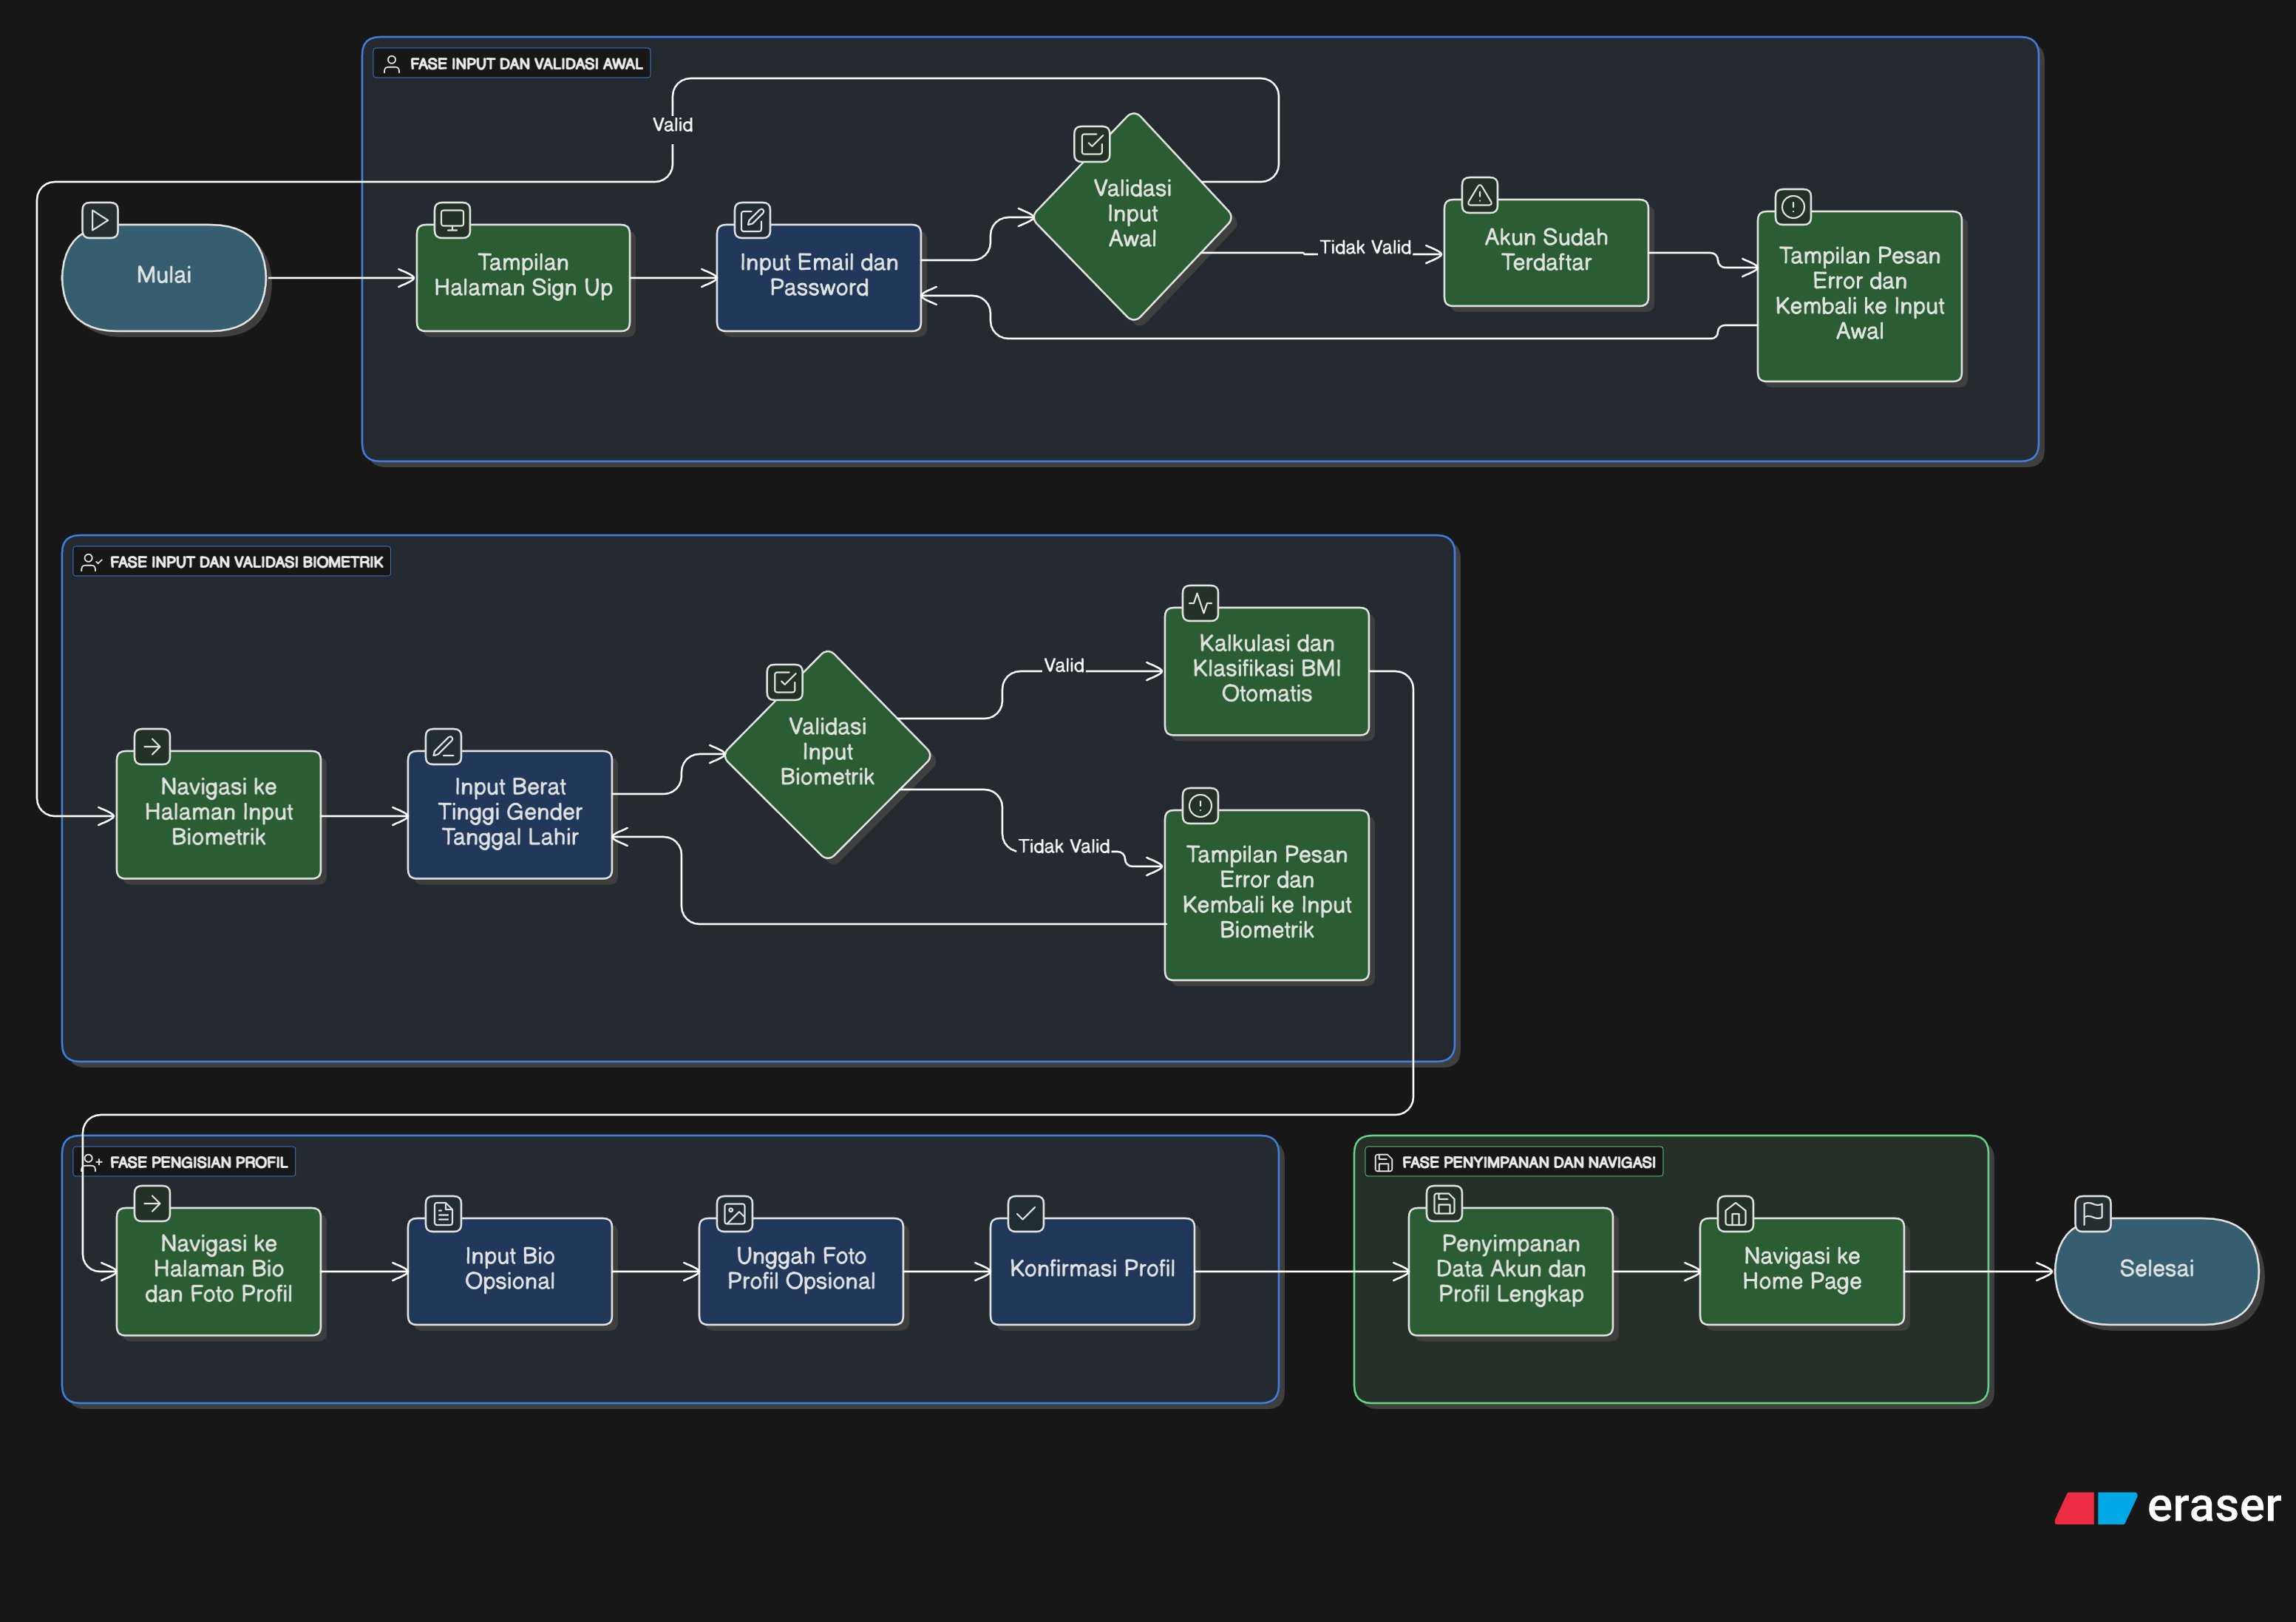 FASE INPUT DAN VALIDASI AWAL
Valid
Mulai
Tampilan
Halaman Sign Up
Input Email dan
Password
Validasi
Input
Awal
Tidak Valid
Akun Sudah
Terdaftar
Tampilan Pesan
Error dan
Kembali ke Input
Awal
FASE INPUT DAN VALIDASI BIOMETRIK
Navigasi ke
Halaman Input
Biometrik
Input Berat
Tinggi Gender
Tanggal Lahir
Validasi
Input
Biometrik
Valid
Kalkulasi dan
Klasifikasi BMI
Otomatis
Tidak Valid
Tampilan Pesan
Error dan
Kembali ke Input
Biometrik
FASE PENGISIAN PROFIL
Navigasi ke
Halaman Bio
dan Foto Profil
Input Bio
Opsional
Unggah Foto
Profil Opsional
Konfirmasi Profil
FASE PENYIMPANAN DAN NAVIGASI
Penyimpanan
Data Akun dan
Profil Lengkap
Navigasi ke
Home Page
Selesai
eraser